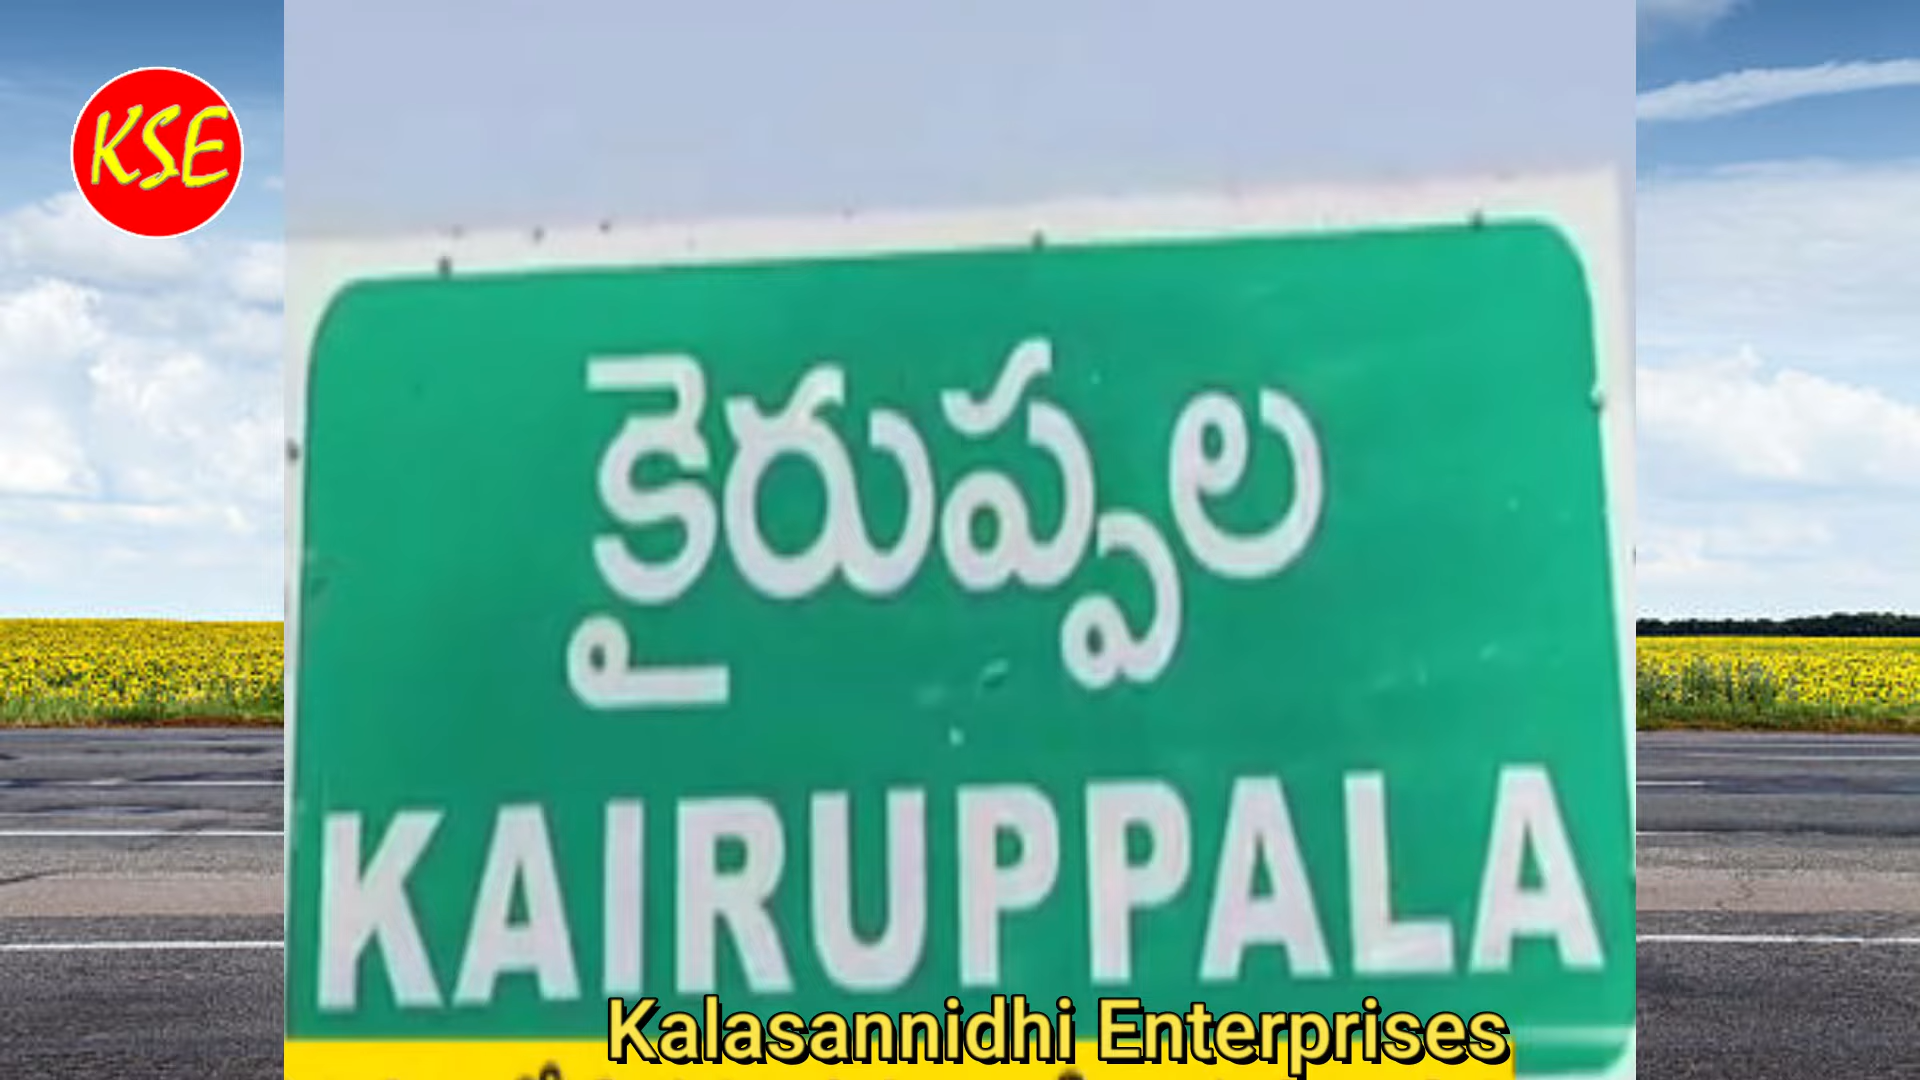 KSE
కైరుప్పల
KAIRUPPALA
Kalasannidhi Enterprises